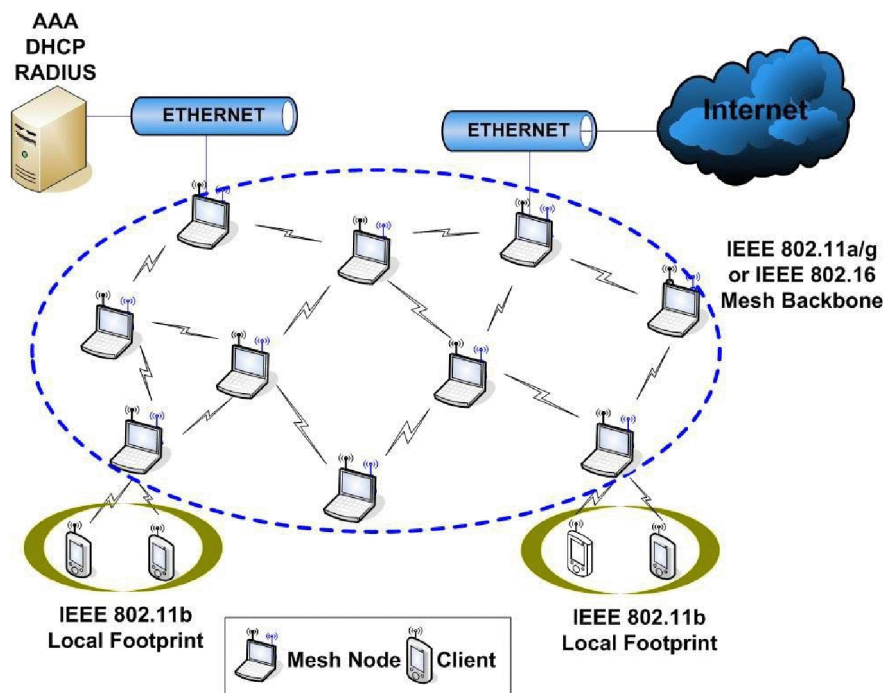 AAA
DHCP
RADIUS
ETHERNET
ETHERNET
Internet
IEEE 802.11a/g
or IEEE 802.16
Mesh Backbone
IEEE 802.11b
Local Footprint
IEEE 802.11b
Local Footprint
Mesh Node
Client